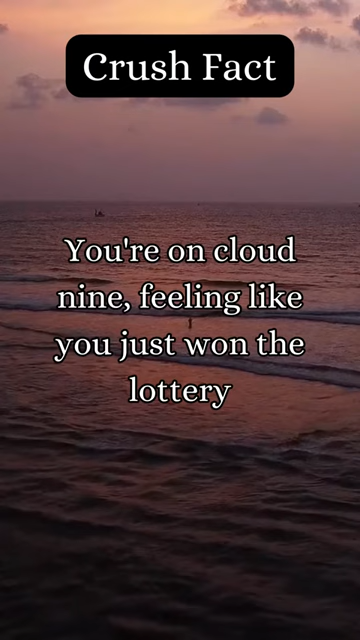 Crush Fact
You're on cloud
nine, feeling like
you just won the
lottery